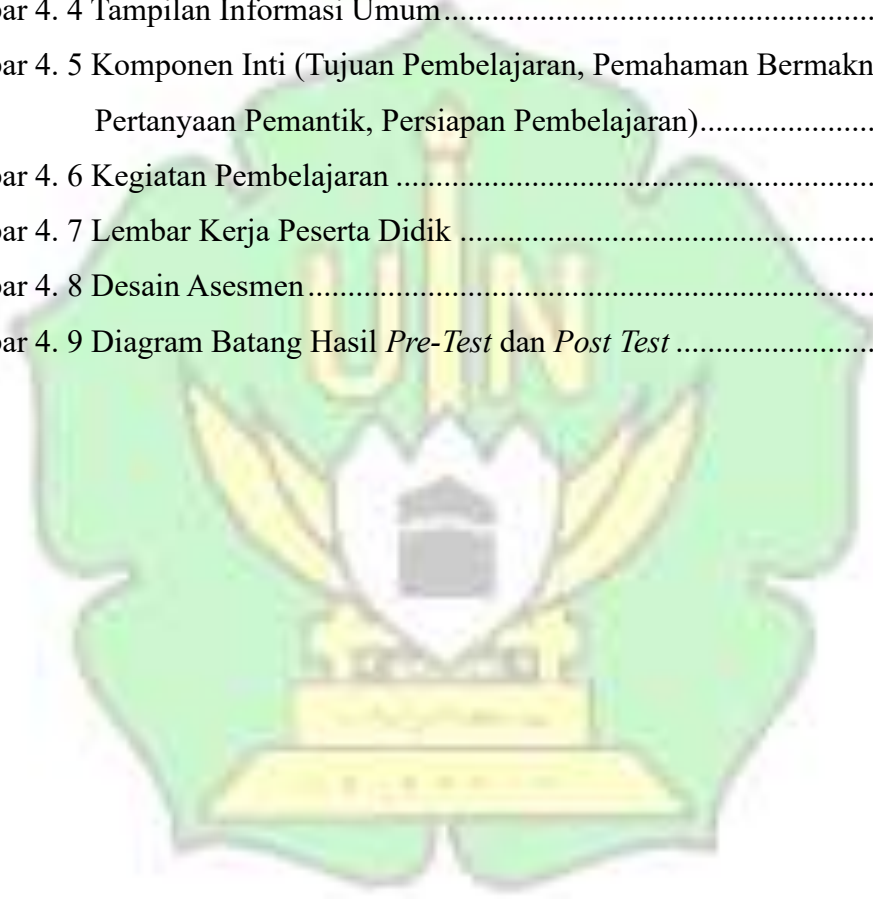 bar 4. 4 Tampilan Informasi Umum................................................
bar 4. 5 Komponen Inti (Tujuan Pembelajaran, Pemahaman Bermakn
Pertanyaan Pemantik, Persiapan Pembelajaran)......................
bar 4. 6 Kegiatan Pembelajaran ......................................................
bar 4. 7 Lembar Kerja Peserta Didik ..............................................
bar 4. 8 Desain Asesmen................................................................
bar 4. 9 Diagram Batang Hasil Pre-Test dan Post Test ......................
UIN